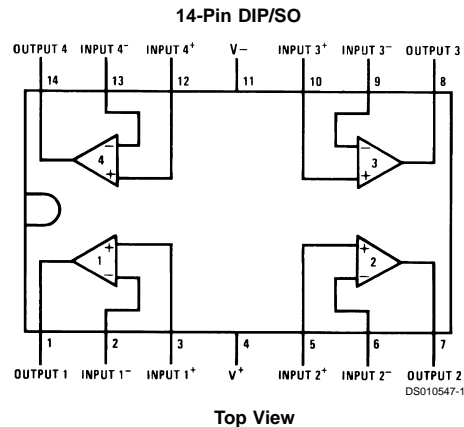 14-Pin DIP/SO
OUTPUT 4 INPUT 4⁻ INPUT 4⁺ V− INPUT 3⁺ INPUT 3⁻ OUTPUT 3
14 13 12 11 10 9 8
− − 
4 3
+ +
+ +
1 2
− −
1 2 3 4 5 6 7
OUTPUT 1 INPUT 1⁻ INPUT 1⁺ V⁺ INPUT 2⁺ INPUT 2⁻ OUTPUT 2
DS010547-1
Top View